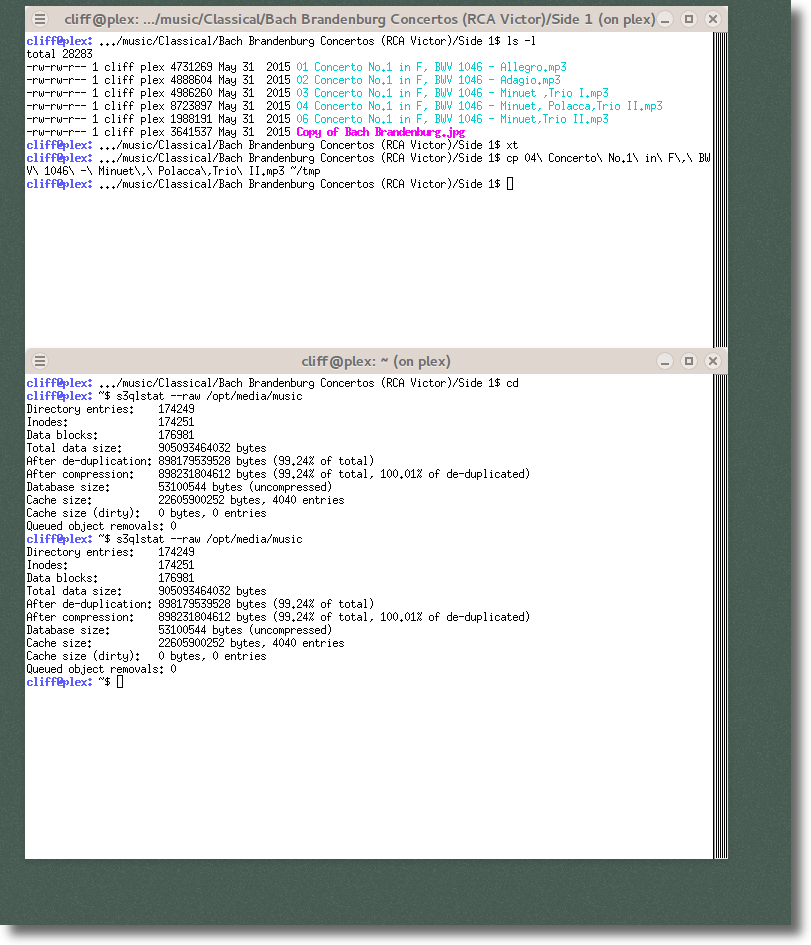 cliff@plex: .../music/Classical/Bach Brandenburg Concertos (RCA Victor)/Side 1 (on plex)
cliff@plex: .../music/Classical/Bach Brandenburg Concertos (RCA Victor)/Side 1$ ls -l
total 28283
-rw-rw-r-- 1 cliff plex 4731269 May 31  2015 01 Concerto No.1 in F, BWV 1046 - Allegro.mp3
-rw-rw-r-- 1 cliff plex 4888604 May 31  2015 02 Concerto No.1 in F, BWV 1046 - Adagio.mp3
-rw-rw-r-- 1 cliff plex 4986260 May 31  2015 03 Concerto No.1 in F, BWV 1046 - Minuet ,Trio I.mp3
-rw-rw-r-- 1 cliff plex 8723897 May 31  2015 04 Concerto No.1 in F, BWV 1046 - Minuet, Polacca,Trio II.mp3
-rw-rw-r-- 1 cliff plex 1988191 May 31  2015 06 Concerto No.1 in F, BWV 1046 - Minuet,Trio II.mp3
-rw-rw-r-- 1 cliff plex 3641537 May 31  2015 Copy of Bach Brandenburg.jpg
cliff@plex: .../music/Classical/Bach Brandenburg Concertos (RCA Victor)/Side 1$ xt
cliff@plex: .../music/Classical/Bach Brandenburg Concertos (RCA Victor)/Side 1$ cp 04\ Concerto\ No.1\ in\ F\,\ BW
V\ 1046\ -\ Minuet\,\ Polacca\,Trio\ II.mp3 ~/tmp
cliff@plex: .../music/Classical/Bach Brandenburg Concertos (RCA Victor)/Side 1$
cliff@plex: ~ (on plex)
cliff@plex: .../music/Classical/Bach Brandenburg Concertos (RCA Victor)/Side 1$ cd
cliff@plex: ~$ s3qlstat --raw /opt/media/music
Directory entries:    174249
Inodes:               174251
Data blocks:          176981
Total data size:      905093464032 bytes
After de-duplication: 898179539528 bytes (99.24% of total)
After compression:    898231804612 bytes (99.24% of total, 100.01% of de-duplicated)
Database size:        53100544 bytes (uncompressed)
Cache size:           22605900252 bytes, 4040 entries
Cache size (dirty):   0 bytes, 0 entries
Queued object removals: 0
cliff@plex: ~$ s3qlstat --raw /opt/media/music
Directory entries:    174249
Inodes:               174251
Data blocks:          176981
Total data size:      905093464032 bytes
After de-duplication: 898179539528 bytes (99.24% of total)
After compression:    898231804612 bytes (99.24% of total, 100.01% of de-duplicated)
Database size:        53100544 bytes (uncompressed)
Cache size:           22605900252 bytes, 4040 entries
Cache size (dirty):   0 bytes, 0 entries
Queued object removals: 0
cliff@plex: ~$